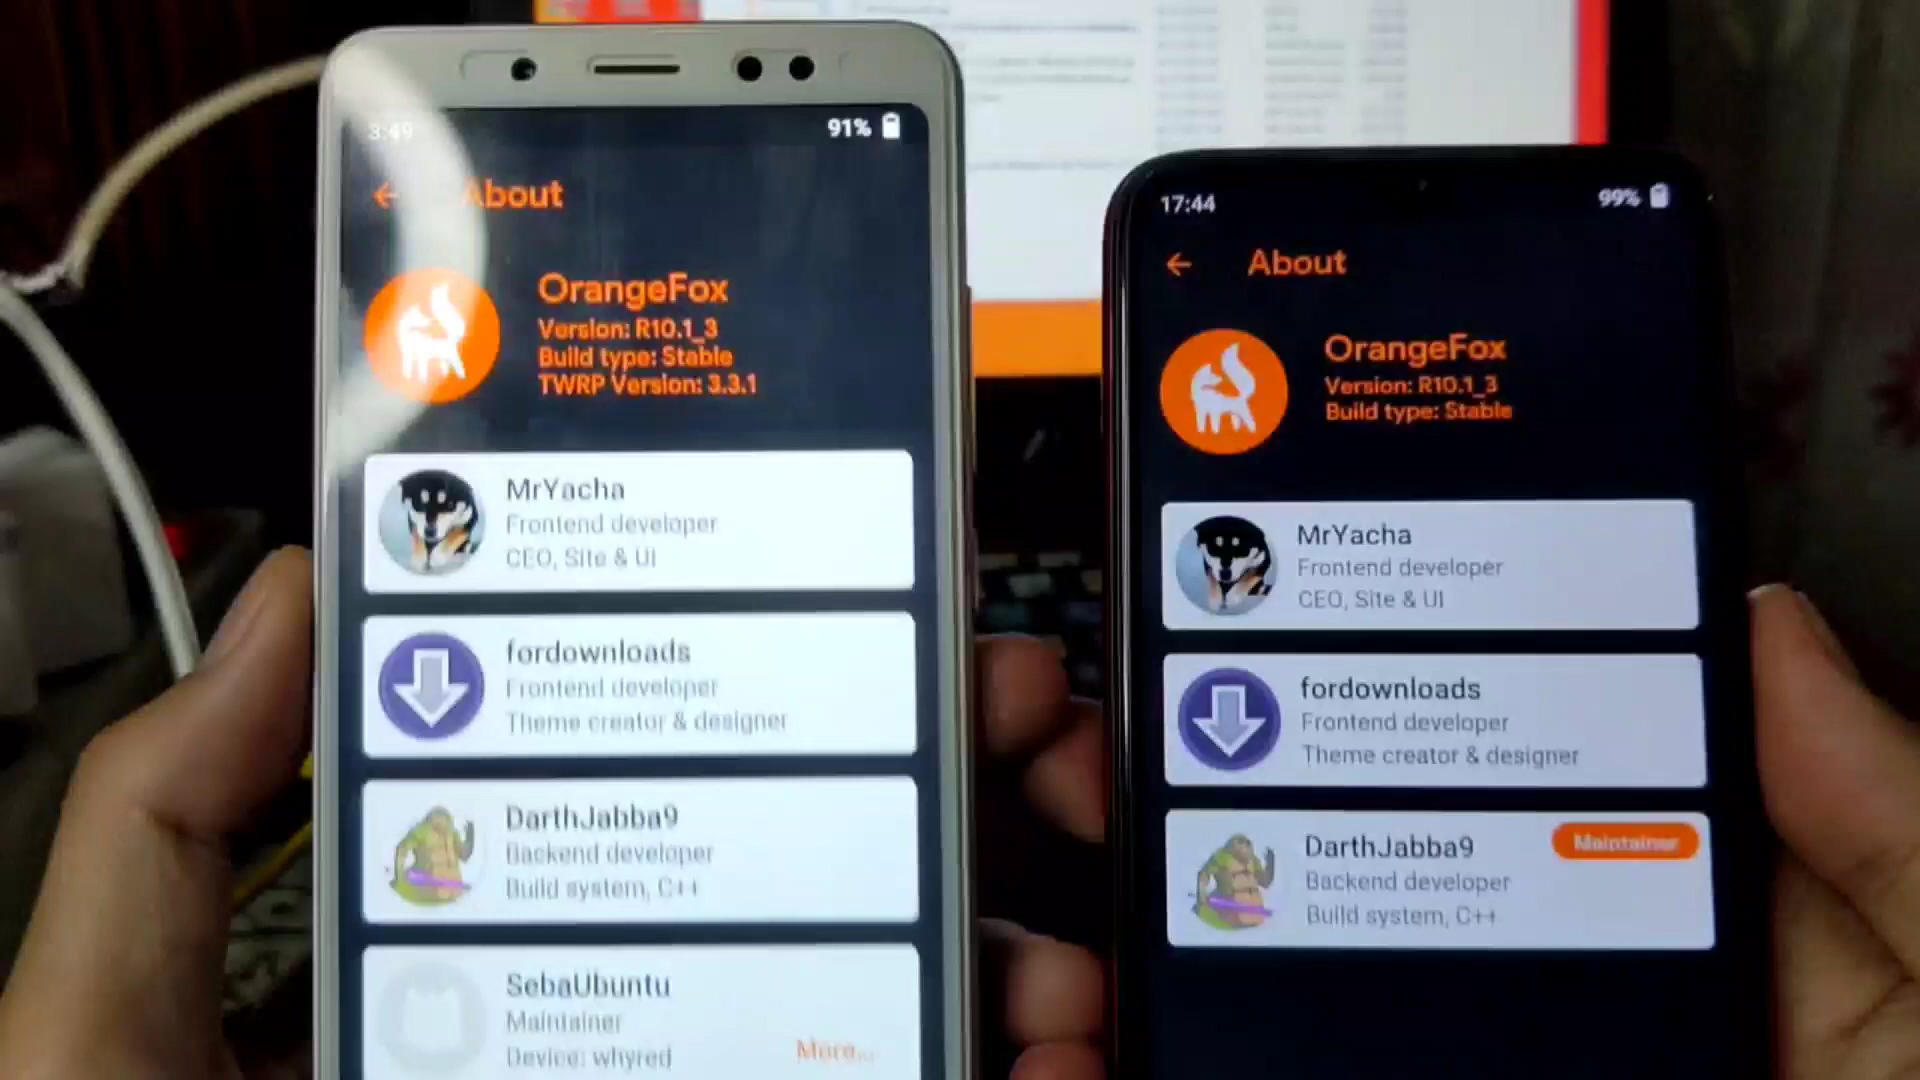 3:49
91%
About
OrangeFox
Version: R10.1_3
Build type: Stable
TWRP Version: 3.3.1
MrYacha
Frontend developer
CEO, Site & UI
fordownloads
Frontend developer
Theme creator & designer
DarthJabba9
Backend developer
Build system, C++
SebaUbuntu
Maintainer
Device: whyred
More...
17:44
99%
About
OrangeFox
Version: R10.1_3
Build type: Stable
MrYacha
Frontend developer
CEO, Site & UI
fordownloads
Frontend developer
Theme creator & designer
DarthJabba9
Maintainer
Backend developer
Build system, C++